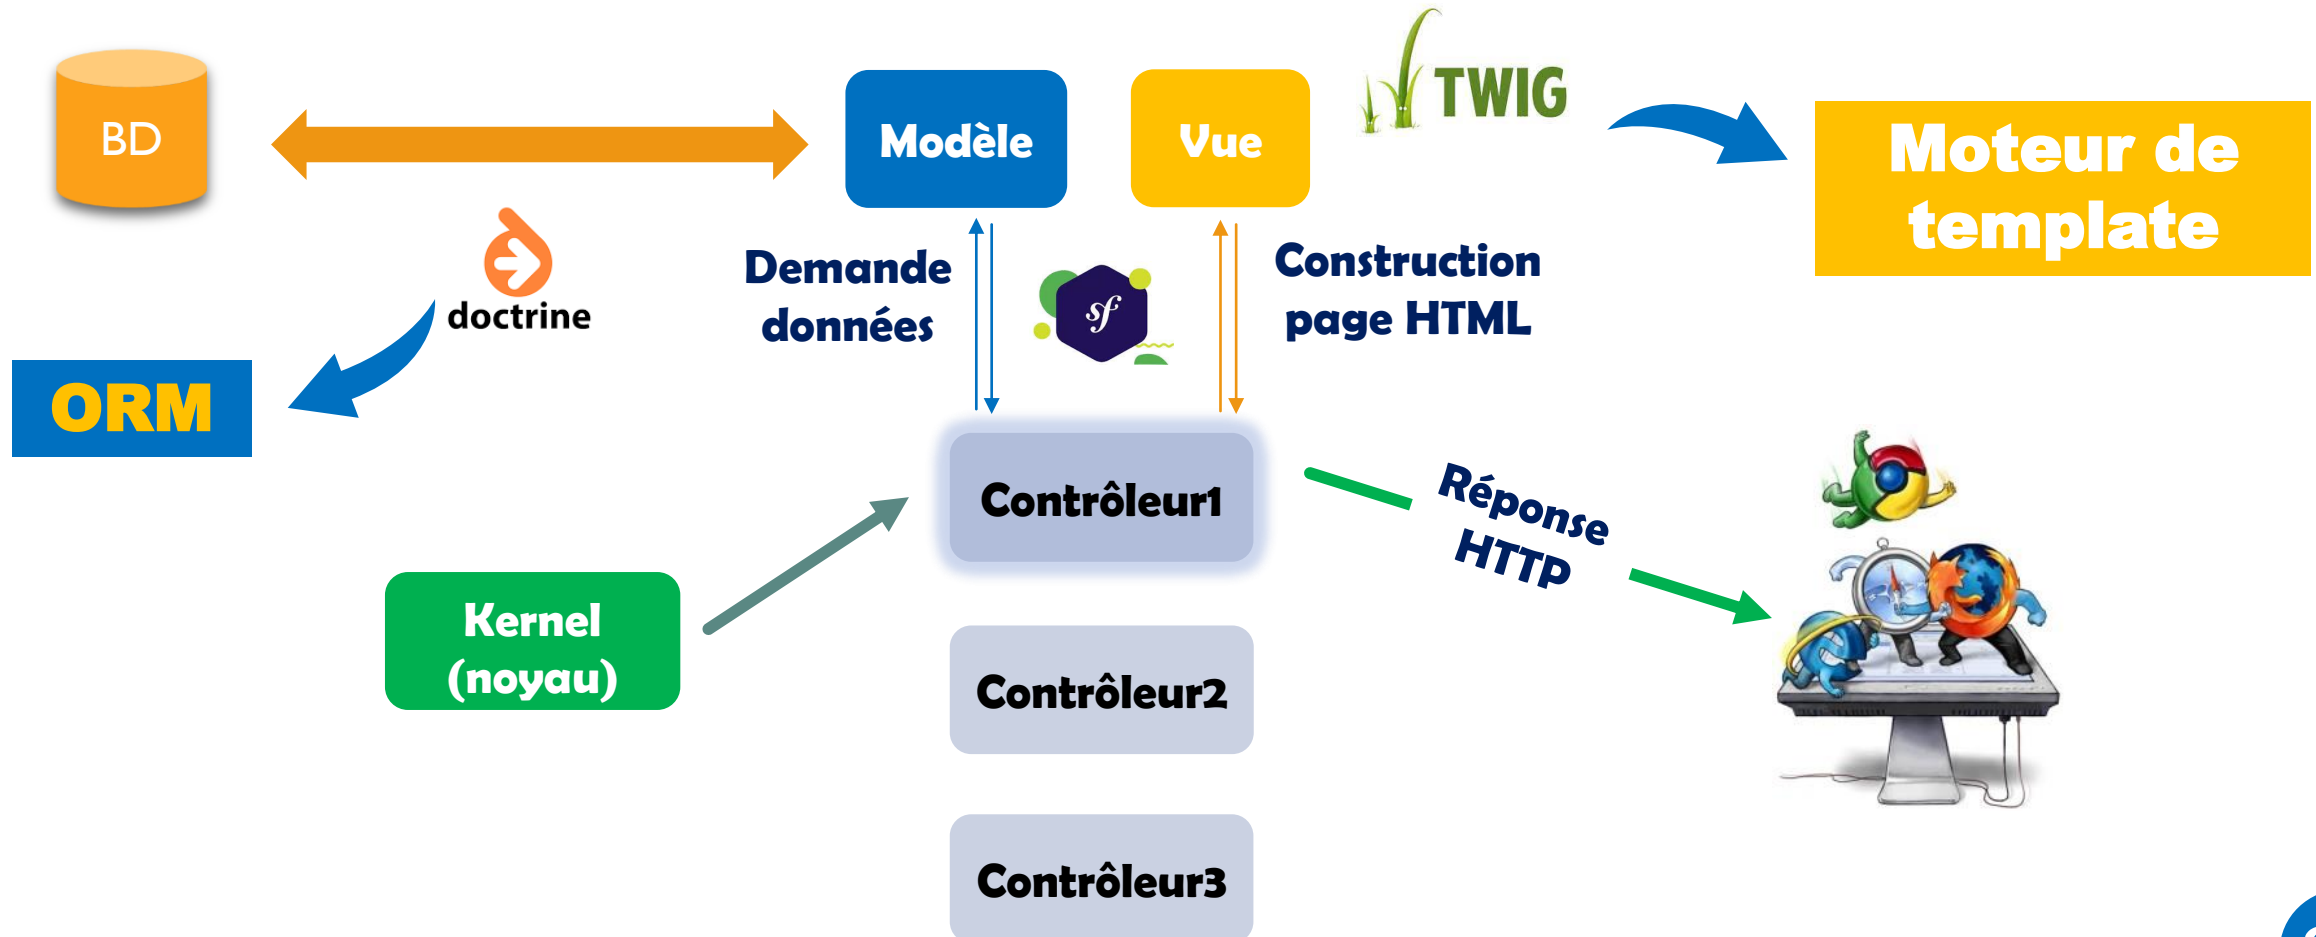 BD
Modèle
Vue
TWIG
Moteur de
template
doctrine
ORM
Demande
données
sf
Construction
page HTML
Contrôleur1
Réponse
HTTP
Kernel
(noyau)
Contrôleur2
Contrôleur3